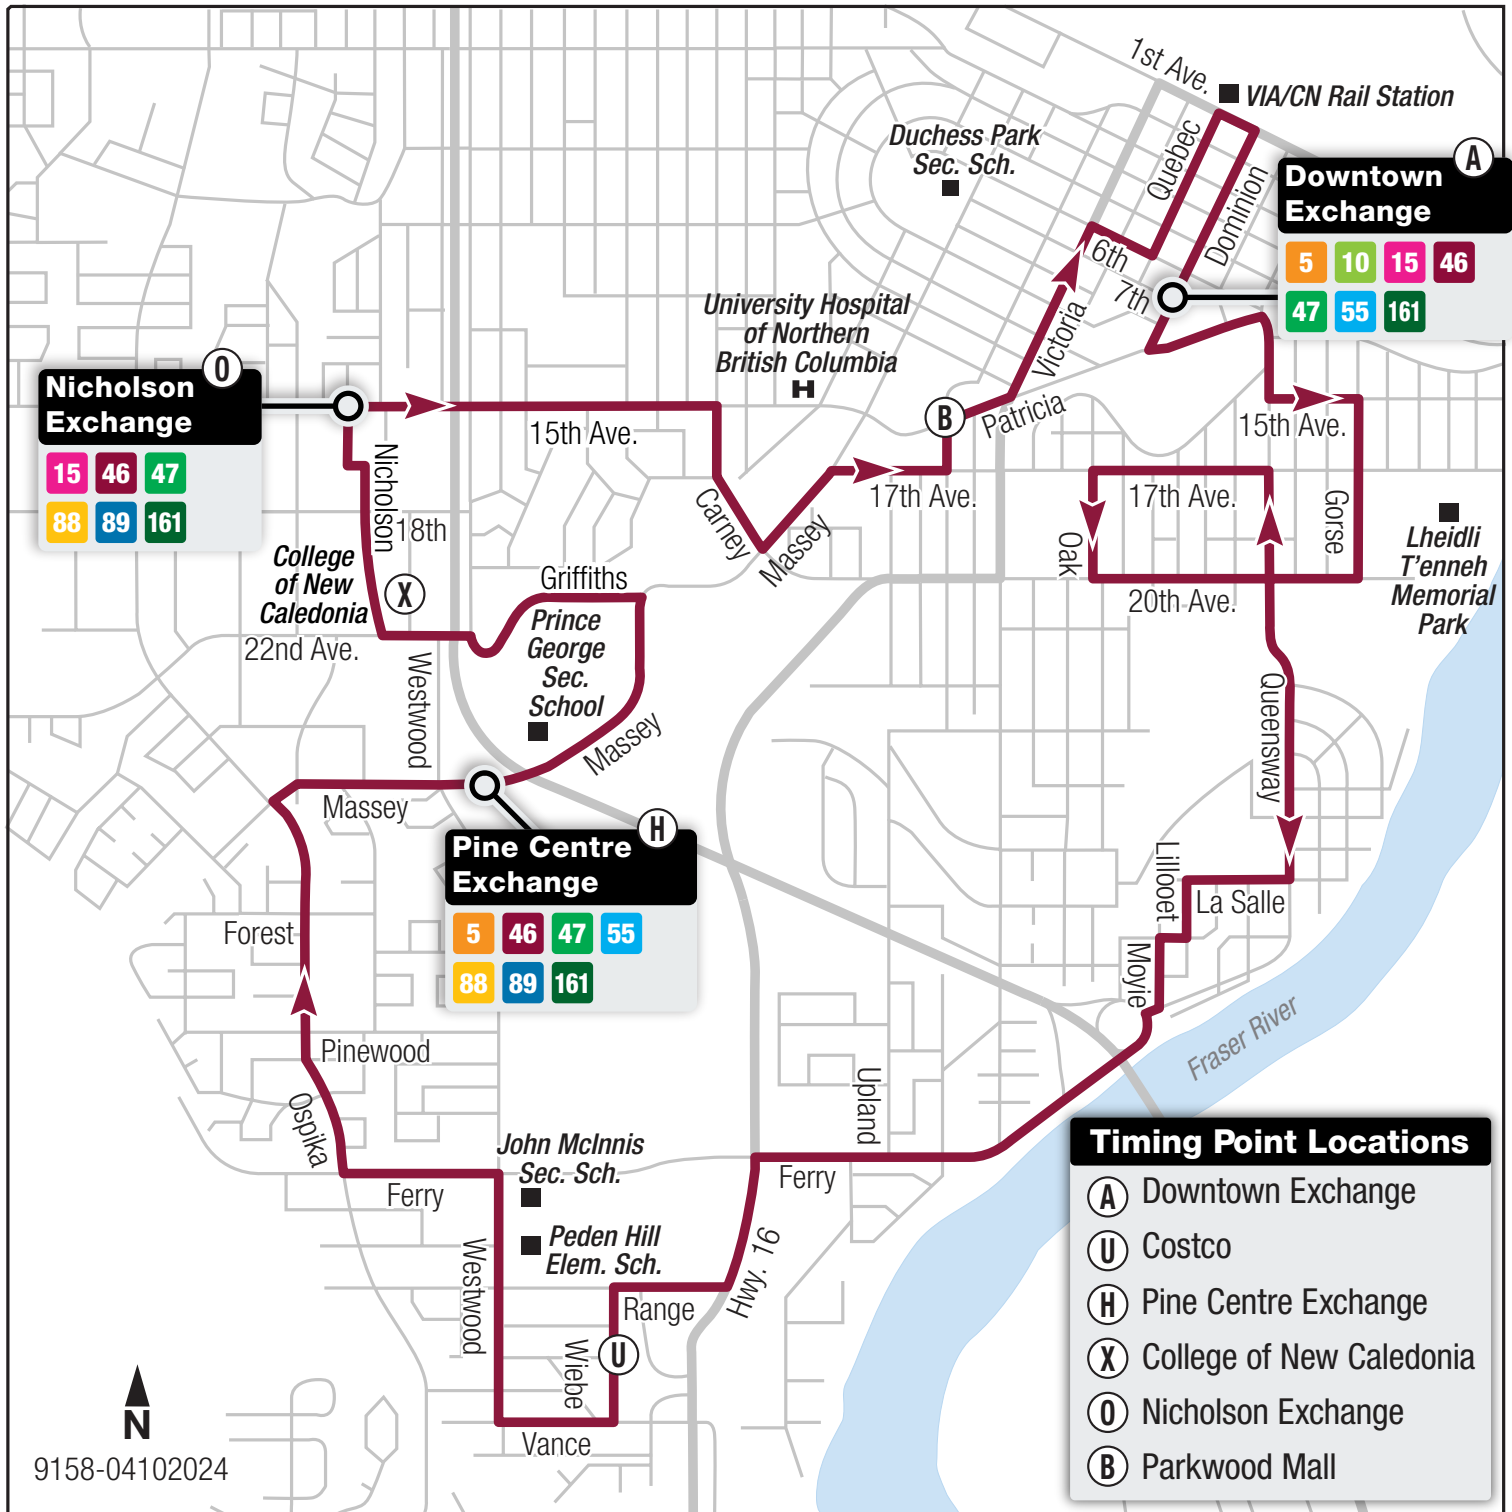 1st Ave.
VIA/CN Rail Station
Duchess Park
Sec. Sch.
Quebec
Dominion
A
Downtown
Exchange
5 10 15 46
47 55 161
6th
7th
Victoria
Patricia
University Hospital
of Northern
British Columbia
H
O
Nicholson
Exchange
15 46 47
88 89 161
15th Ave.
B
15th Ave.
Nicholson
18th
Carney
Massey
17th Ave.
17th Ave.
Oak
Gorse
20th Ave.
Lheidli
T'enneh
Memorial
Park
College
of New
Caledonia
X
22nd Ave.
Griffiths
Prince
George
Sec.
School
Westwood
Massey
Massey
Queensway
H
Pine Centre
Exchange
5 46 47 55
88 89 161
Lillooet
La Salle
Moyie
Forest
Pinewood
Ospika
Fraser River
Upland
John McInnis
Sec. Sch.
Ferry
Ferry
Peden Hill
Elem. Sch.
Westwood
Hwy. 16
Range
Wiebe
U
Vance
N
9158-04102024
Timing Point Locations
A Downtown Exchange
U Costco
H Pine Centre Exchange
X College of New Caledonia
O Nicholson Exchange
B Parkwood Mall